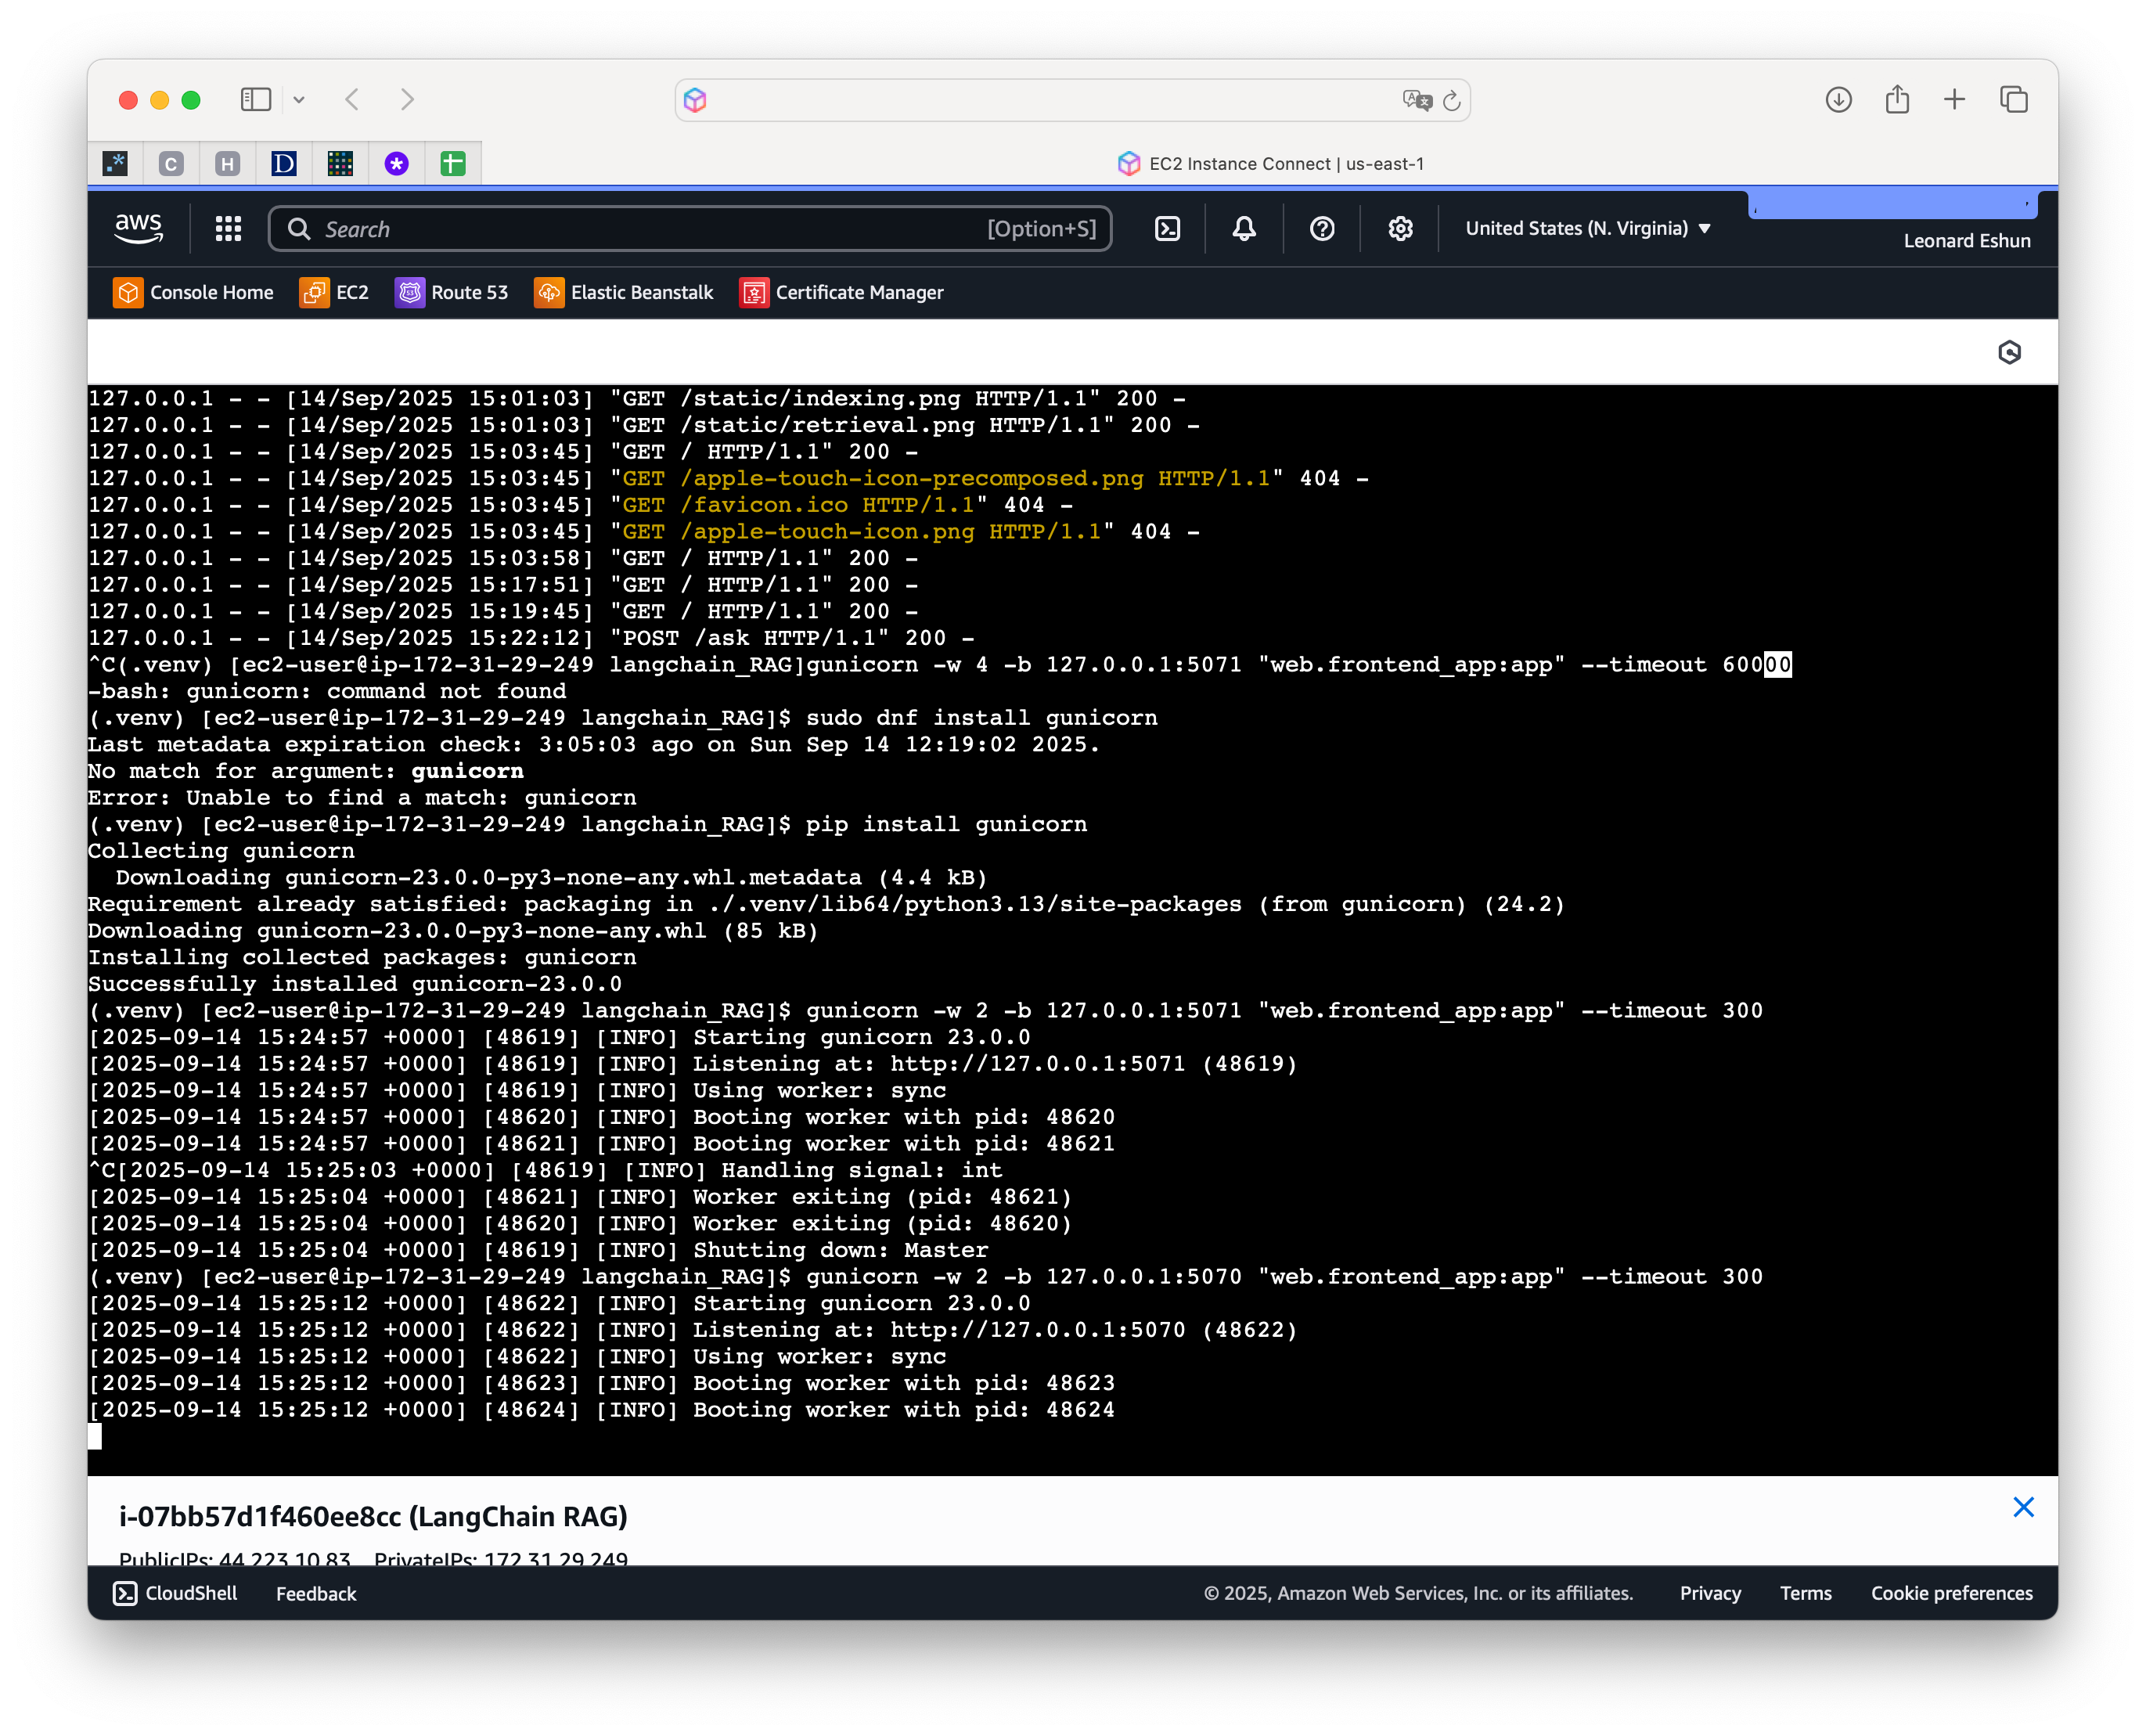 C
H
D
EC2 Instance Connect | us-east-1
aws
Search
[Option+S]
United States (N. Virginia)
Leonard Eshun
Console Home
EC2
Route 53
Elastic Beanstalk
Certificate Manager
127.0.0.1 - - [14/Sep/2025 15:01:03] "GET /static/indexing.png HTTP/1.1" 200 -
127.0.0.1 - - [14/Sep/2025 15:01:03] "GET /static/retrieval.png HTTP/1.1" 200 -
127.0.0.1 - - [14/Sep/2025 15:03:45] "GET / HTTP/1.1" 200 -
127.0.0.1 - - [14/Sep/2025 15:03:45] "GET /apple-touch-icon-precomposed.png HTTP/1.1" 404 -
127.0.0.1 - - [14/Sep/2025 15:03:45] "GET /favicon.ico HTTP/1.1" 404 -
127.0.0.1 - - [14/Sep/2025 15:03:45] "GET /apple-touch-icon.png HTTP/1.1" 404 -
127.0.0.1 - - [14/Sep/2025 15:03:58] "GET / HTTP/1.1" 200 -
127.0.0.1 - - [14/Sep/2025 15:17:51] "GET / HTTP/1.1" 200 -
127.0.0.1 - - [14/Sep/2025 15:19:45] "GET / HTTP/1.1" 200 -
127.0.0.1 - - [14/Sep/2025 15:22:12] "POST /ask HTTP/1.1" 200 -
^C(.venv) [ec2-user@ip-172-31-29-249 langchain_RAG]gunicorn -w 4 -b 127.0.0.1:5071 "web.frontend_app:app" --timeout 60000
-bash: gunicorn: command not found
(.venv) [ec2-user@ip-172-31-29-249 langchain_RAG]$ sudo dnf install gunicorn
Last metadata expiration check: 3:05:03 ago on Sun Sep 14 12:19:02 2025.
No match for argument: gunicorn
Error: Unable to find a match: gunicorn
(.venv) [ec2-user@ip-172-31-29-249 langchain_RAG]$ pip install gunicorn
Collecting gunicorn
Downloading gunicorn-23.0.0-py3-none-any.whl.metadata (4.4 kB)
Requirement already satisfied: packaging in ./.venv/lib64/python3.13/site-packages (from gunicorn) (24.2)
Downloading gunicorn-23.0.0-py3-none-any.whl (85 kB)
Installing collected packages: gunicorn
Successfully installed gunicorn-23.0.0
(.venv) [ec2-user@ip-172-31-29-249 langchain_RAG]$ gunicorn -w 2 -b 127.0.0.1:5071 "web.frontend_app:app" --timeout 300
[2025-09-14 15:24:57 +0000] [48619] [INFO] Starting gunicorn 23.0.0
[2025-09-14 15:24:57 +0000] [48619] [INFO] Listening at: http://127.0.0.1:5071 (48619)
[2025-09-14 15:24:57 +0000] [48619] [INFO] Using worker: sync
[2025-09-14 15:24:57 +0000] [48620] [INFO] Booting worker with pid: 48620
[2025-09-14 15:24:57 +0000] [48621] [INFO] Booting worker with pid: 48621
^C[2025-09-14 15:25:03 +0000] [48619] [INFO] Handling signal: int
[2025-09-14 15:25:04 +0000] [48621] [INFO] Worker exiting (pid: 48621)
[2025-09-14 15:25:04 +0000] [48620] [INFO] Worker exiting (pid: 48620)
[2025-09-14 15:25:04 +0000] [48619] [INFO] Shutting down: Master
(.venv) [ec2-user@ip-172-31-29-249 langchain_RAG]$ gunicorn -w 2 -b 127.0.0.1:5070 "web.frontend_app:app" --timeout 300
[2025-09-14 15:25:12 +0000] [48622] [INFO] Starting gunicorn 23.0.0
[2025-09-14 15:25:12 +0000] [48622] [INFO] Listening at: http://127.0.0.1:5070 (48622)
[2025-09-14 15:25:12 +0000] [48622] [INFO] Using worker: sync
[2025-09-14 15:25:12 +0000] [48623] [INFO] Booting worker with pid: 48623
[2025-09-14 15:25:12 +0000] [48624] [INFO] Booting worker with pid: 48624
i-07bb57d1f460ee8cc (LangChain RAG)
PublicIPs: 44.223.10.83 PrivateIPs: 172.31.29.249
CloudShell
Feedback
© 2025, Amazon Web Services, Inc. or its affiliates.
Privacy
Terms
Cookie preferences